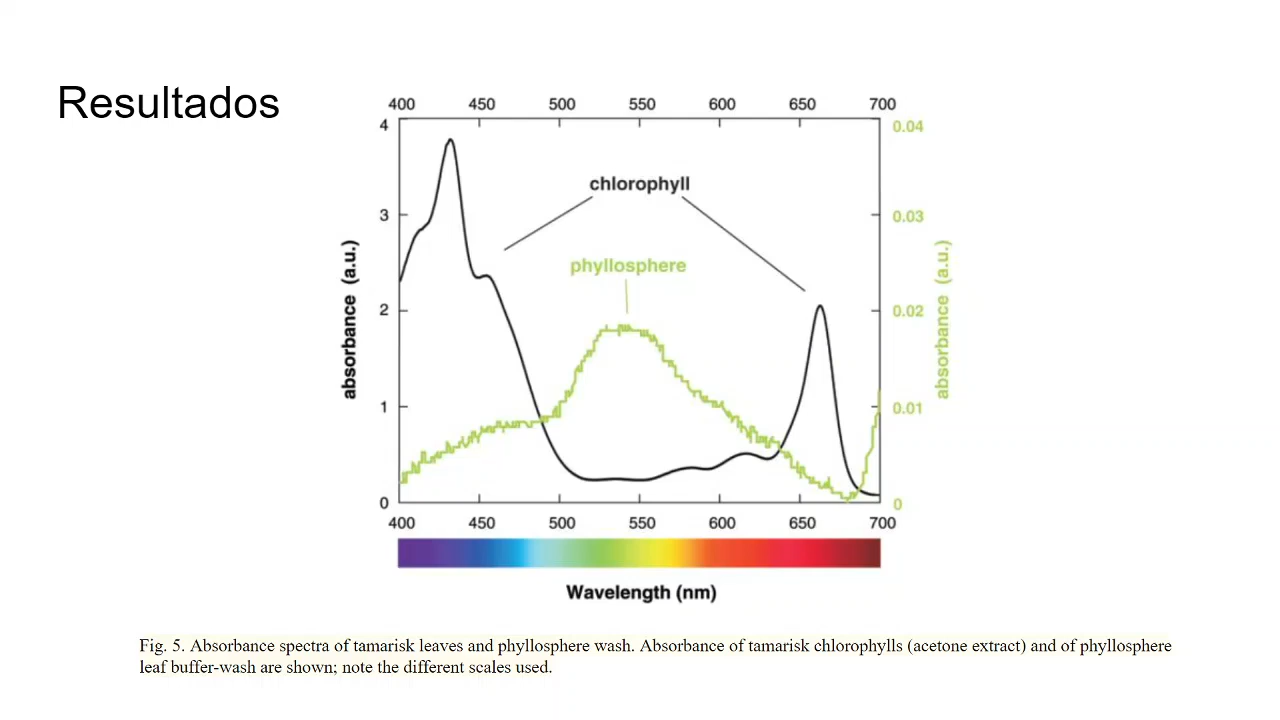 Resultados
400 450 500 550 600 650 700
4
0.04
chlorophyll
3
0.03
phyllosphere
absorbance (a.u.)
absorbance (a.u.)
2
0.02
1
0.01
0
0
400 450 500 550 600 650 700
Wavelength (nm)
Fig. 5. Absorbance spectra of tamarisk leaves and phyllosphere wash. Absorbance of tamarisk chlorophylls (acetone extract) and of phyllosphere
leaf buffer-wash are shown; note the different scales used.